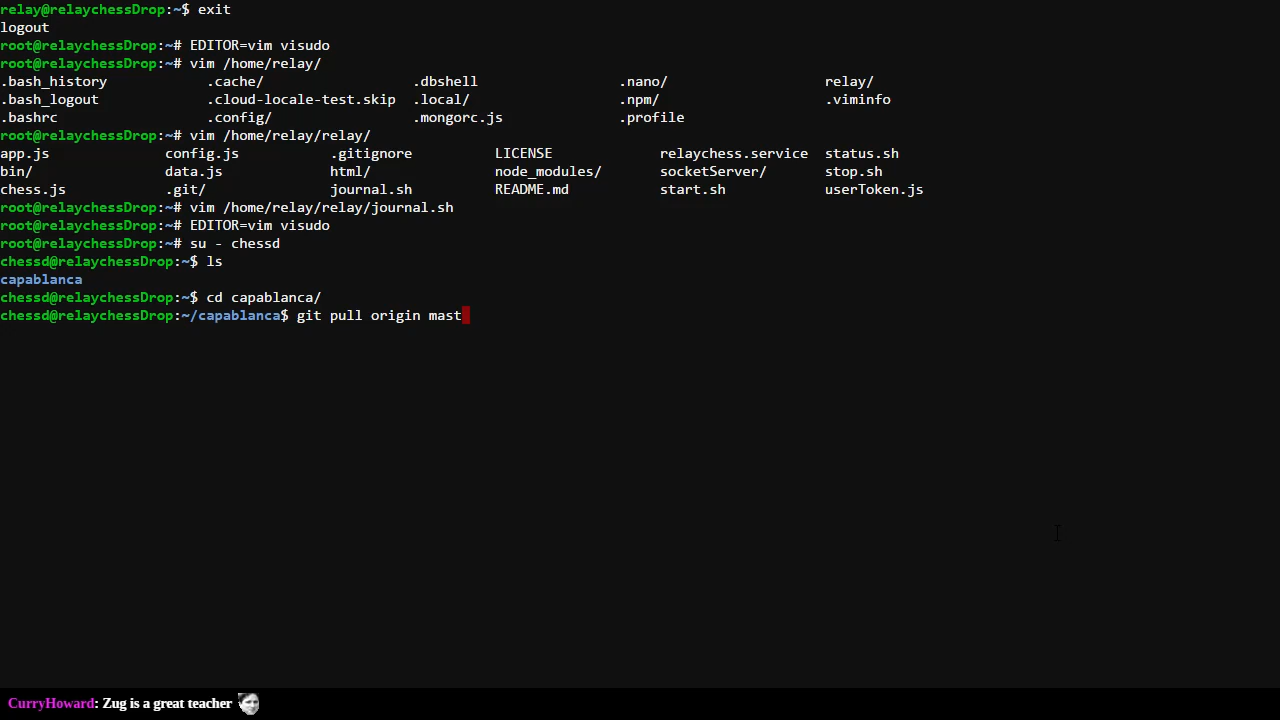 relay@relaychessDrop:~$ exit
logout
root@relaychessDrop:~# EDITOR=vim visudo
root@relaychessDrop:~# vim /home/relay/
.bash_history .cache/ .dbshell .nano/ relay/
.bash_logout .cloud-locale-test.skip .local/ .npm/ .viminfo
.bashrc .config/ .mongorc.js .profile
root@relaychessDrop:~# vim /home/relay/relay/
app.js config.js .gitignore LICENSE relaychess.service status.sh
bin/ data.js html/ node_modules/ socketServer/ stop.sh
chess.js .git/ journal.sh README.md start.sh userToken.js
root@relaychessDrop:~# vim /home/relay/relay/journal.sh
root@relaychessDrop:~# EDITOR=vim visudo
root@relaychessDrop:~# su - chessd
chessd@relaychessDrop:~$ ls
capablanca
chessd@relaychessDrop:~$ cd capablanca/
chessd@relaychessDrop:~/capablanca$ git pull origin mast
CurryHoward: Zug is a great teacher